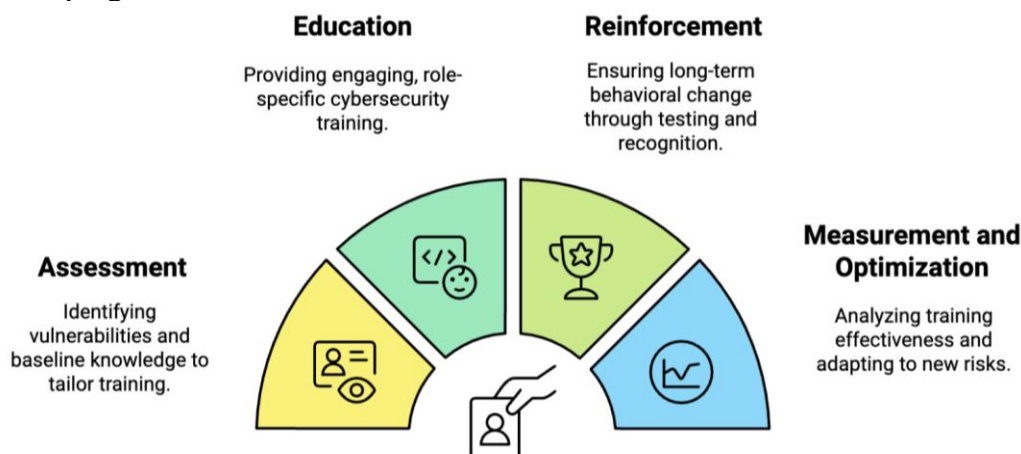 Education
Providing engaging, role-
specific cybersecurity
training.
Reinforcement
Ensuring long-term
behavioral change
through testing and
recognition.
Assessment
Identifying
vulnerabilities and
baseline knowledge to
tailor training.
Measurement and
Optimization
Analyzing training
effectiveness and
adapting to new risks.